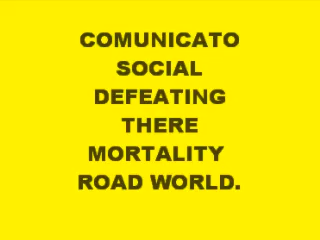 COMUNICATO
SOCIAL
DEFEATING
THERE
MORTALITY
ROAD WORLD.